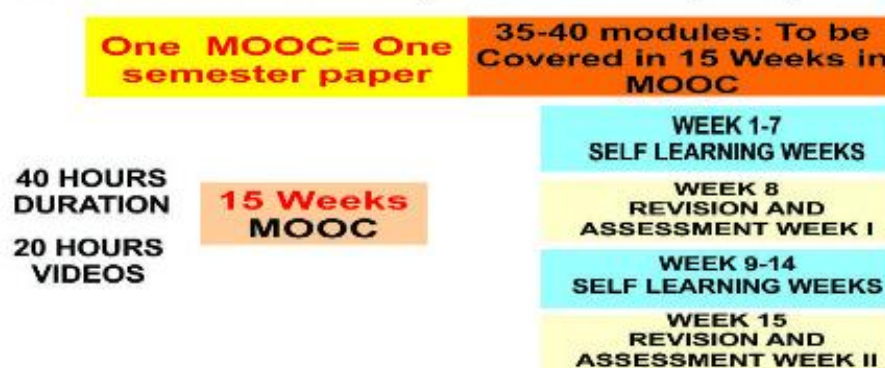 One MOOC= One
semester paper
35-40 modules: To be
Covered in 15 Weeks in
MOOC
40 HOURS
DURATION
20 HOURS
VIDEOS
15 Weeks
MOOC
WEEK 1-7
SELF LEARNING WEEKS
WEEK 8
REVISION AND
ASSESSMENT WEEK I
WEEK 9-14
SELF LEARNING WEEKS
WEEK 15
REVISION AND
ASSESSMENT WEEK II